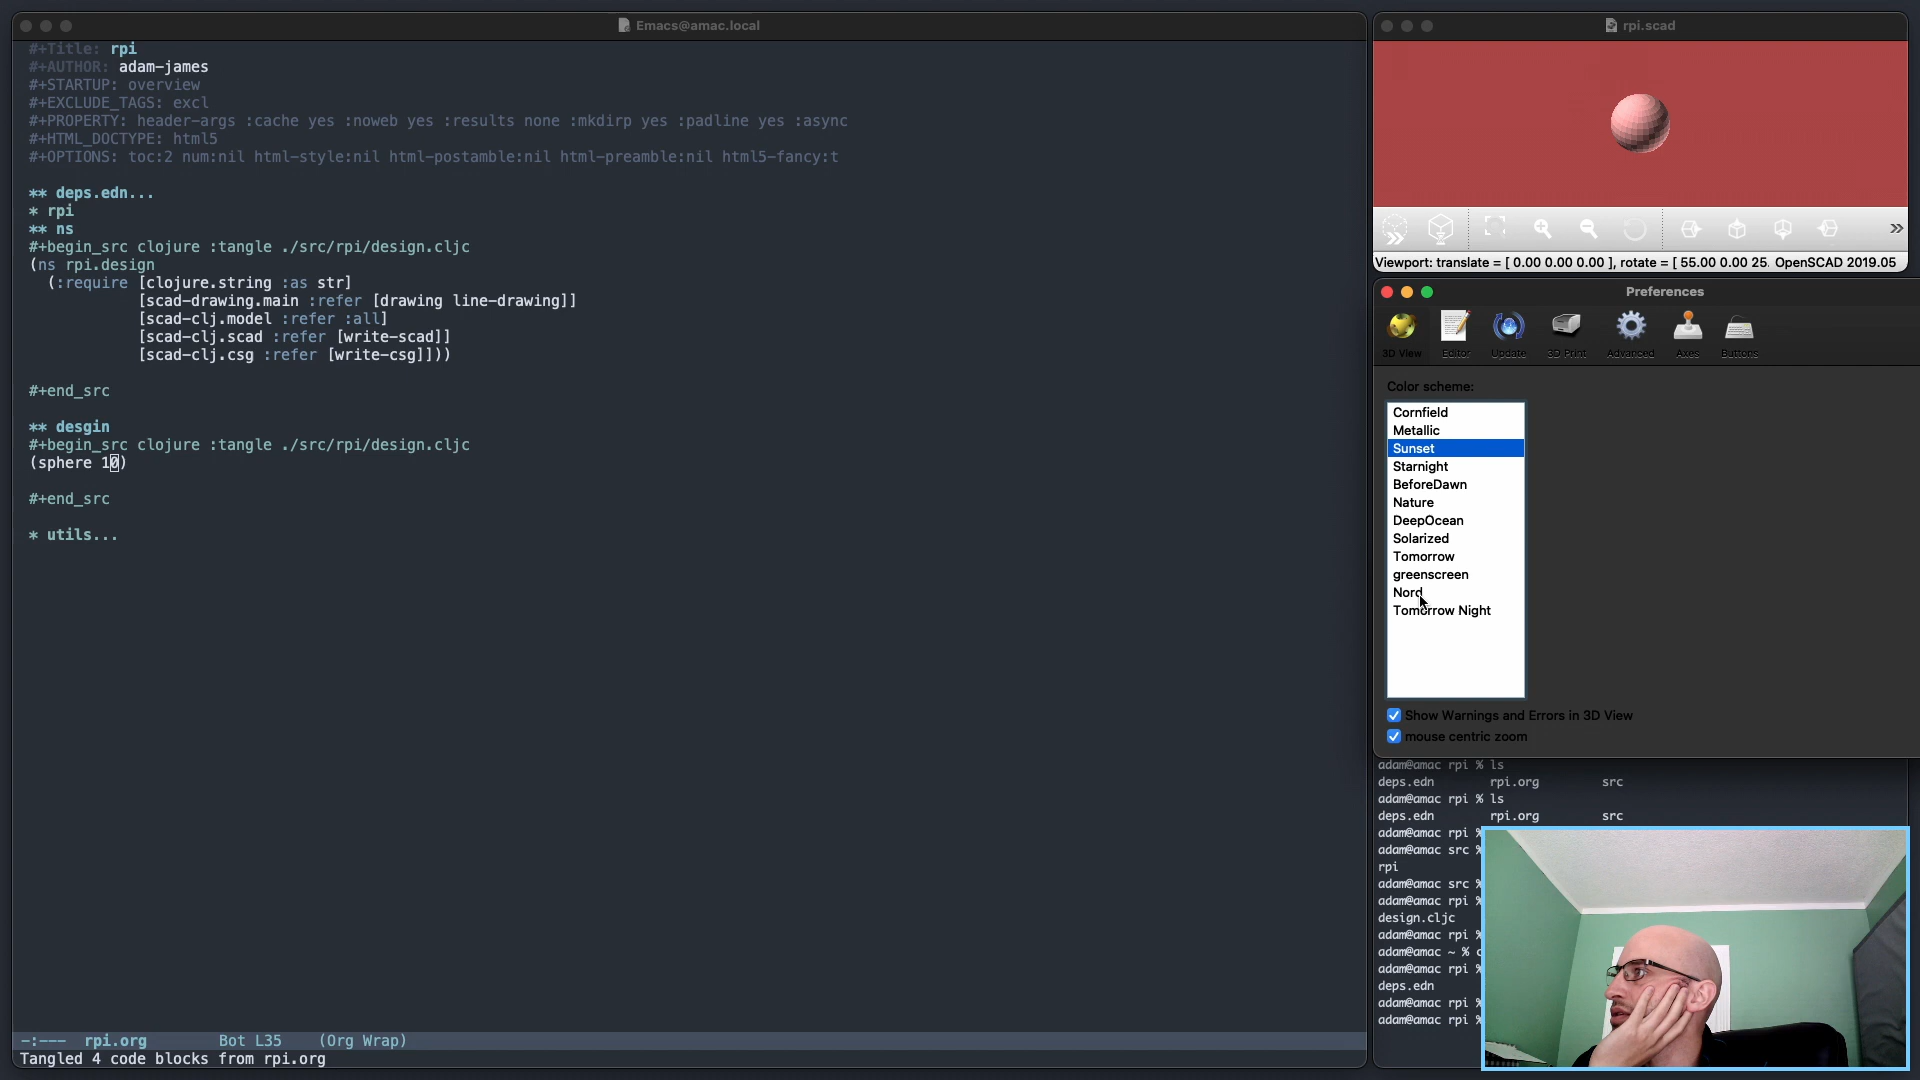 Emacs@amac.local
#+Title: rpi
#+AUTHOR: adam-james
#+STARTUP: overview
#+EXCLUDE_TAGS: excl
#+PROPERTY: header-args :cache yes :noweb yes :results none :mkdirp yes :padline yes :async
#+HTML_DOCTYPE: html5
#+OPTIONS: toc:2 num:nil html-style:nil html-postamble:nil html-preamble:nil html5-fancy:t
** deps.edn...
* rpi
** ns
#+begin_src clojure :tangle ./src/rpi/design.cljc
(ns rpi.design
(:require [clojure.string :as str]
[scad-drawing.main :refer [drawing line-drawing]]
[scad-clj.model :refer :all]
[scad-clj.scad :refer [write-scad]]
[scad-clj.csg :refer [write-csg]]))
#+end_src
** desgin
#+begin_src clojure :tangle ./src/rpi/design.cljc
(sphere 10)
#+end_src
* utils...
-:--- rpi.org Bot L35 (Org Wrap)
Tangled 4 code blocks from rpi.org
rpi.scad
»
Viewport: translate = [ 0.00 0.00 0.00 ], rotate = [ 55.00 0.00 25. OpenSCAD 2019.05
Preferences
3D View Editor Update 3D Print Advanced Axes Buttons
Color scheme:
Cornfield
Metallic
Sunset
Starnight
BeforeDawn
Nature
DeepOcean
Solarized
Tomorrow
greenscreen
Nord
Tomorrow Night
Show Warnings and Errors in 3D View
mouse centric zoom
adam@amac rpi % ls
deps.edn rpi.org src
adam@amac rpi % ls
deps.edn rpi.org src
adam@amac rpi %
adam@amac src %
rpi
adam@amac src %
adam@amac rpi %
design.cljc
adam@amac rpi %
adam@amac ~ % c
adam@amac rpi %
deps.edn
adam@amac rpi %
adam@amac rpi %